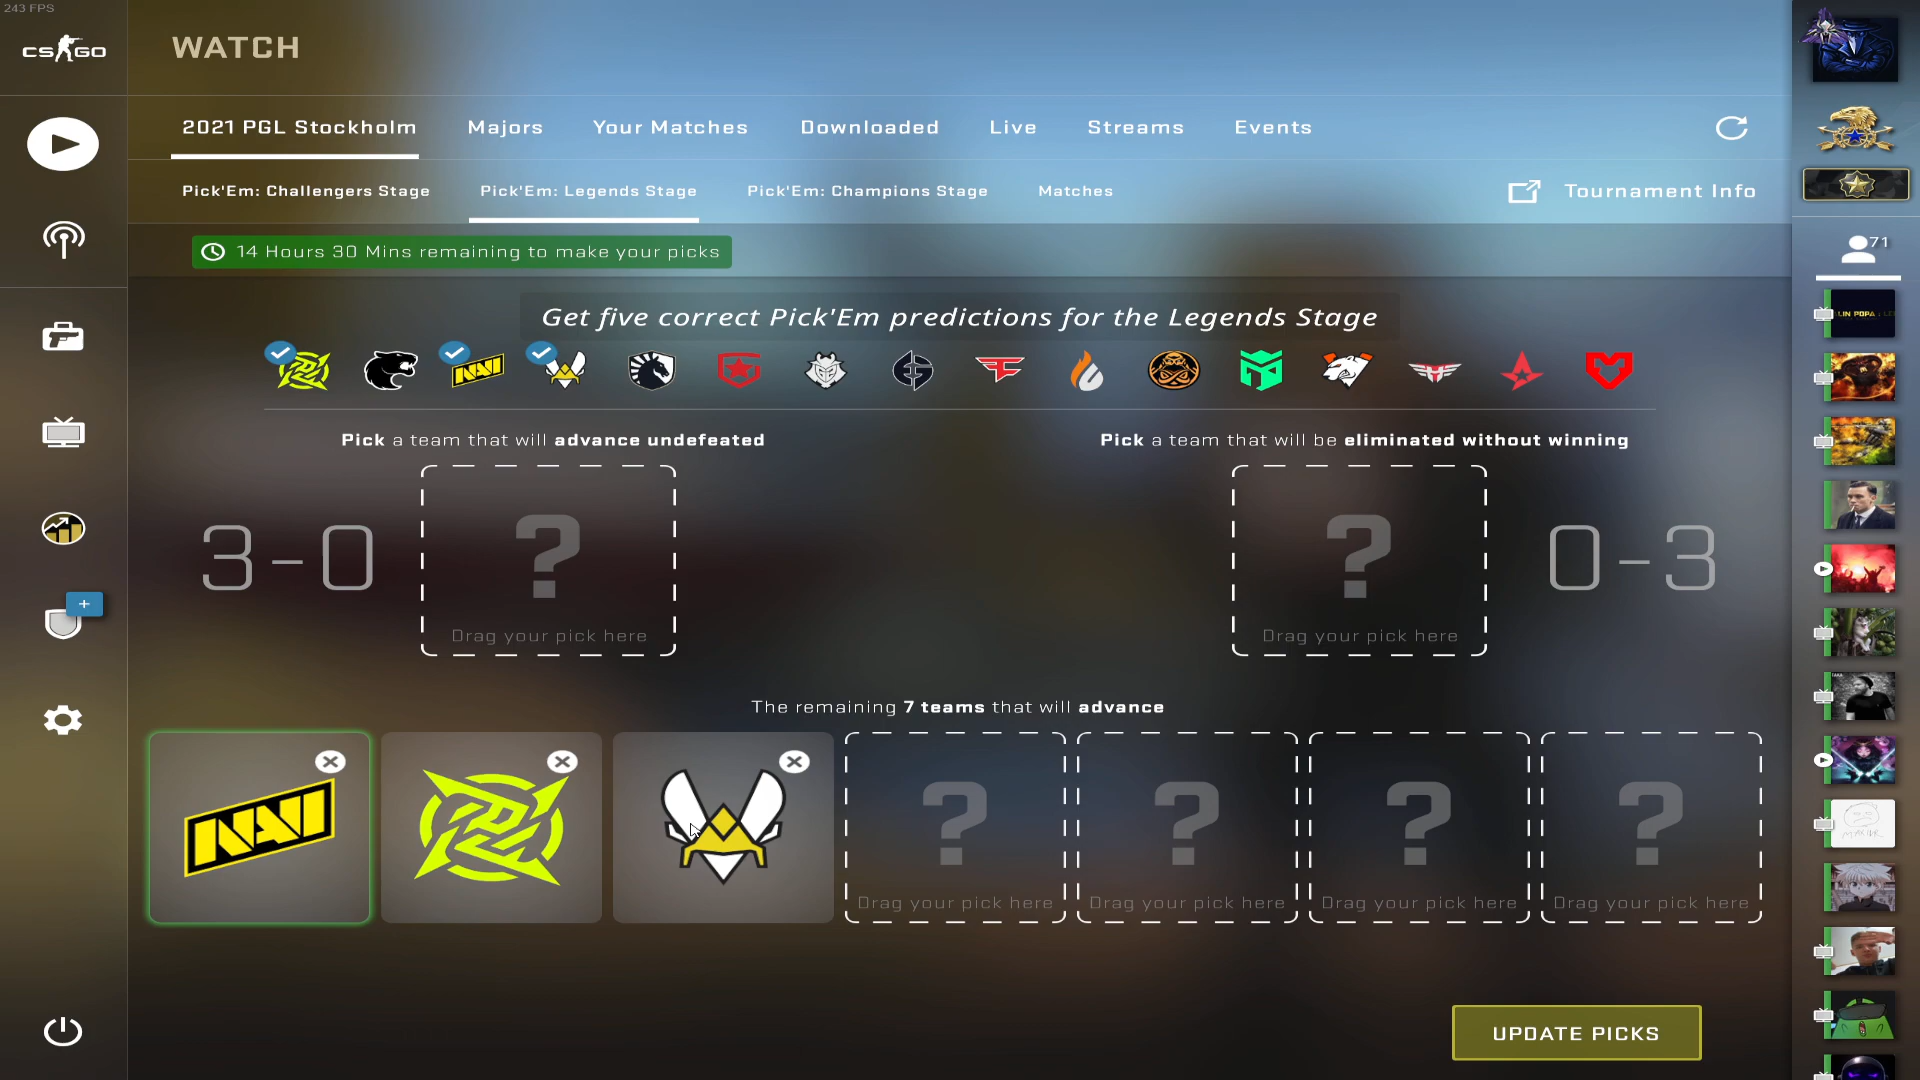 243 FPS
CS GO
WATCH
2021 PGL Stockholm
Majors
Your Matches
Downloaded
Live
Streams
Events
Pick'Em: Challengers Stage
Pick'Em: Legends Stage
Pick'Em: Champions Stage
Matches
Tournament Info
71
14 Hours 30 Mins remaining to make your picks
Get five correct Pick'Em predictions for the Legends Stage
Pick a team that will advance undefeated
Pick a team that will be eliminated without winning
3-0
?
Drag your pick here
?
Drag your pick here
0-3
+
The remaining 7 teams that will advance
NAVI
?
Drag your pick here
?
Drag your pick here
?
Drag your pick here
?
Drag your pick here
UPDATE PICKS